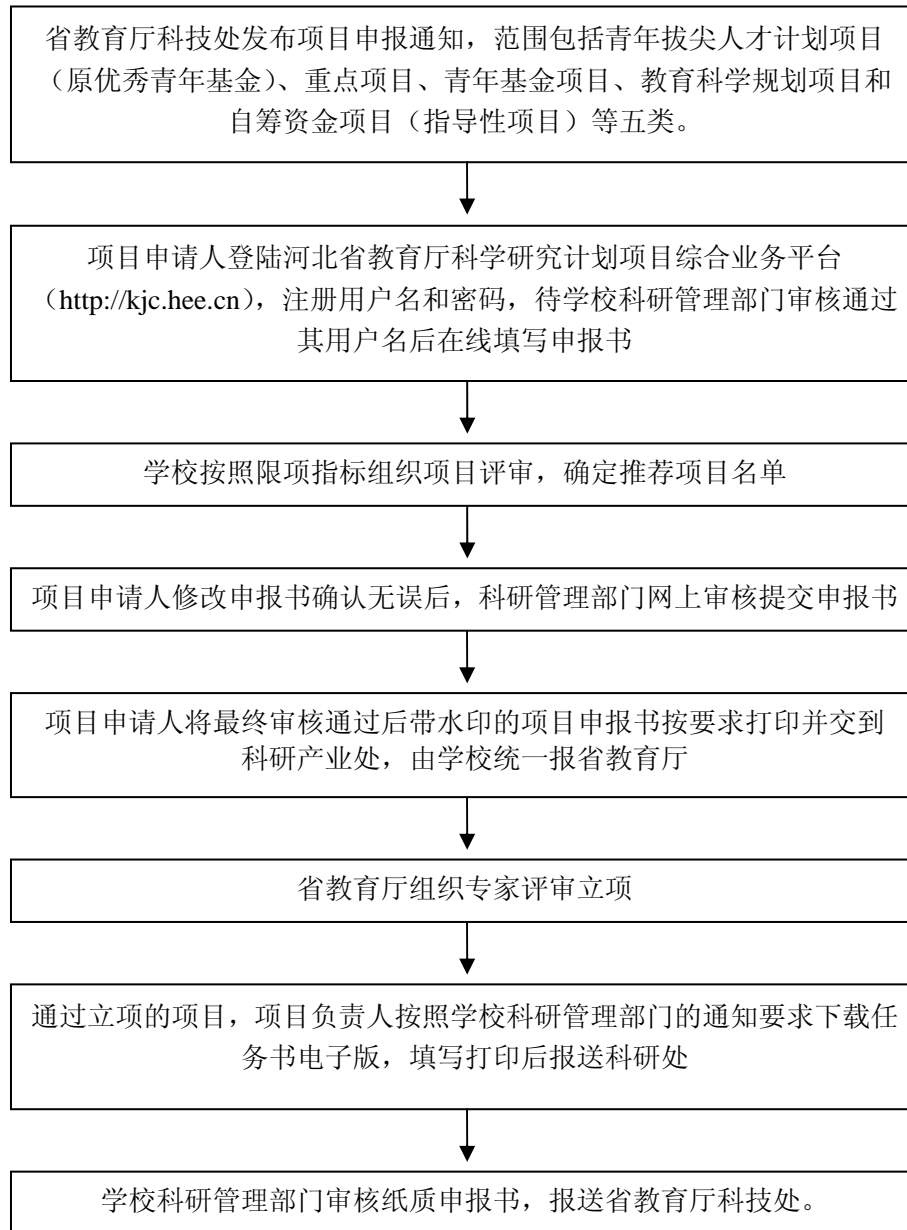 省教育厅科技处发布项目申报通知，范围包括青年拔尖人才计划项目
（原优秀青年基金）、重点项目、青年基金项目、教育科学规划项目和
自筹资金项目（指导性项目）等五类。
项目申请人登陆河北省教育厅科学研究计划项目综合业务平台
（http://kjc.hee.cn），注册用户名和密码，待学校科研管理部门审核通过
其用户名后在线填写申报书
学校按照限项指标组织项目评审，确定推荐项目名单
项目申请人修改申报书确认无误后，科研管理部门网上审核提交申报书
项目申请人将最终审核通过后带水印的项目申报书按要求打印并交到
科研产业处，由学校统一报省教育厅
省教育厅组织专家评审立项
通过立项的项目，项目负责人按照学校科研管理部门的通知要求下载任
务书电子版，填写打印后报送科研处
学校科研管理部门审核纸质申报书，报送省教育厅科技处。